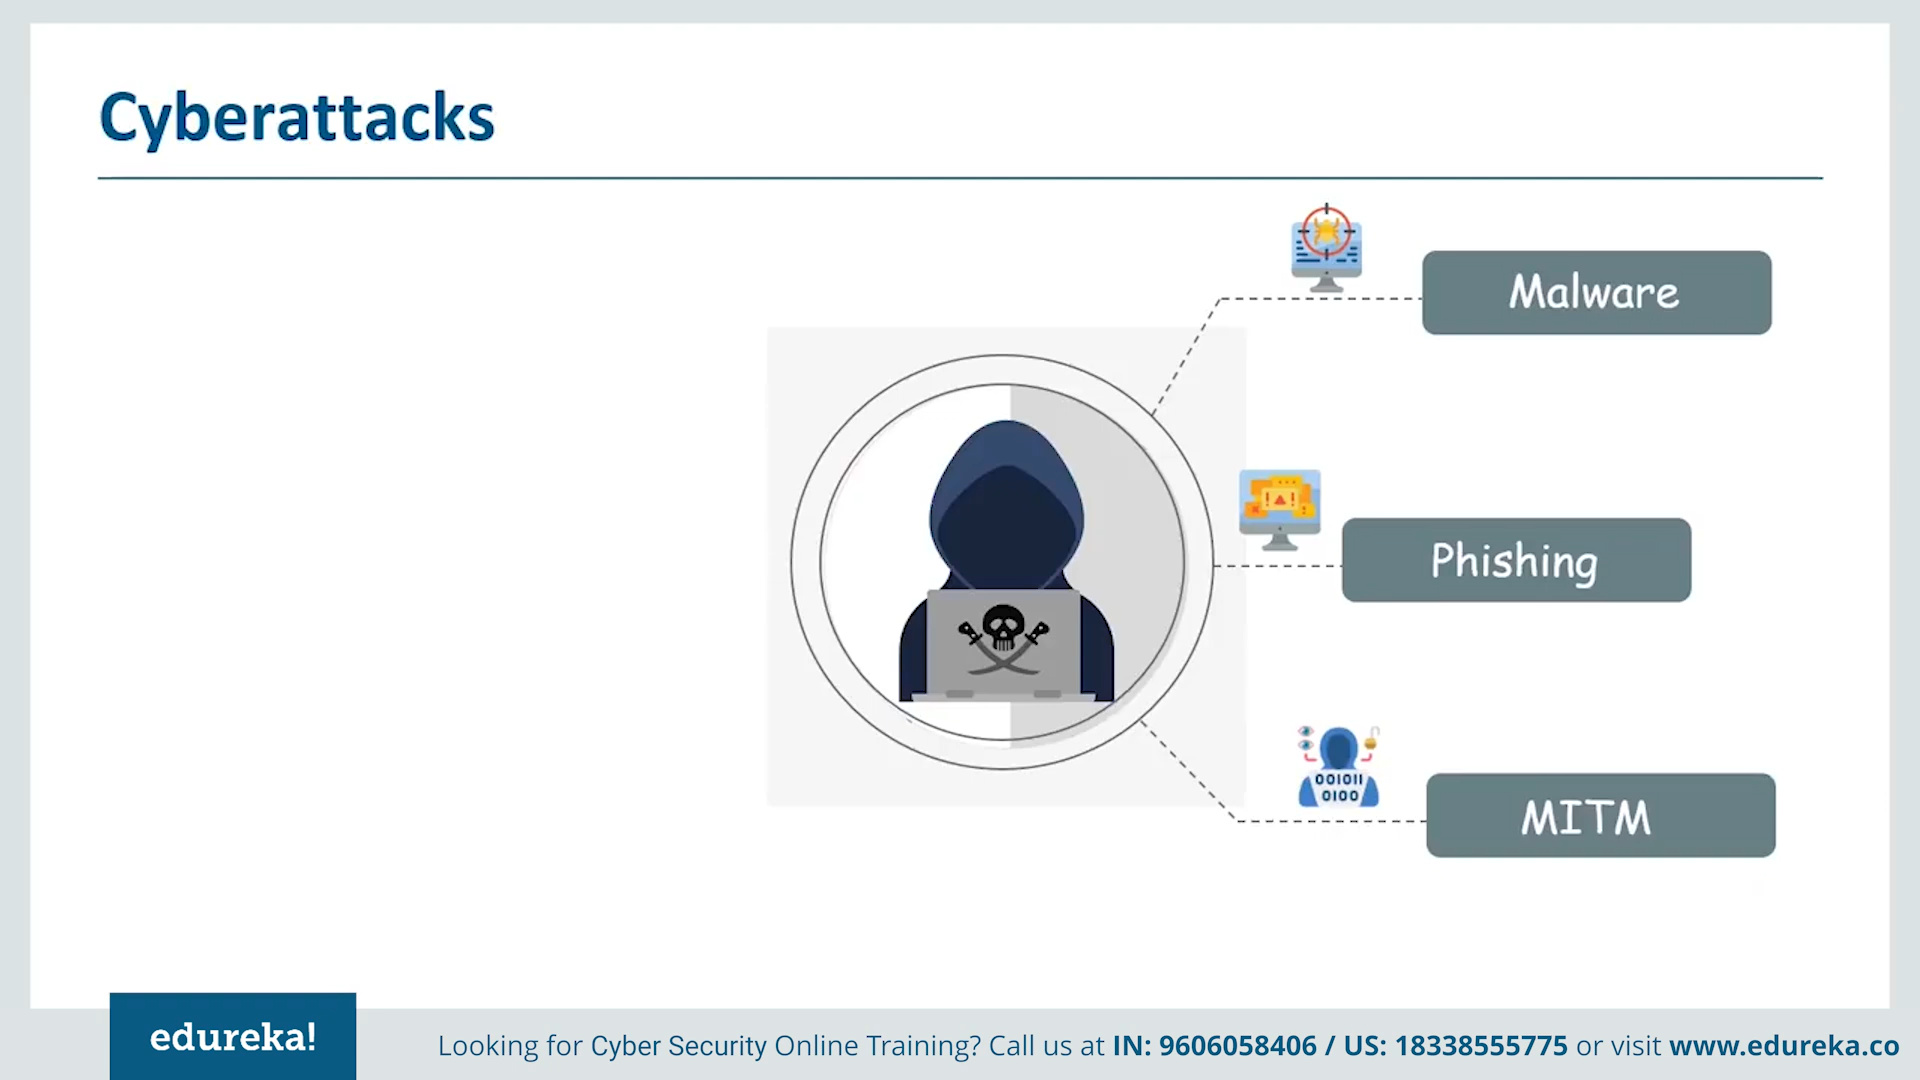 Cyberattacks
Malware
Phishing
001011
0100
MITM
edureka!
Looking for Cyber Security Online Training? Call us at IN: 9606058406 / US: 18338555775 or visit www.edureka.co